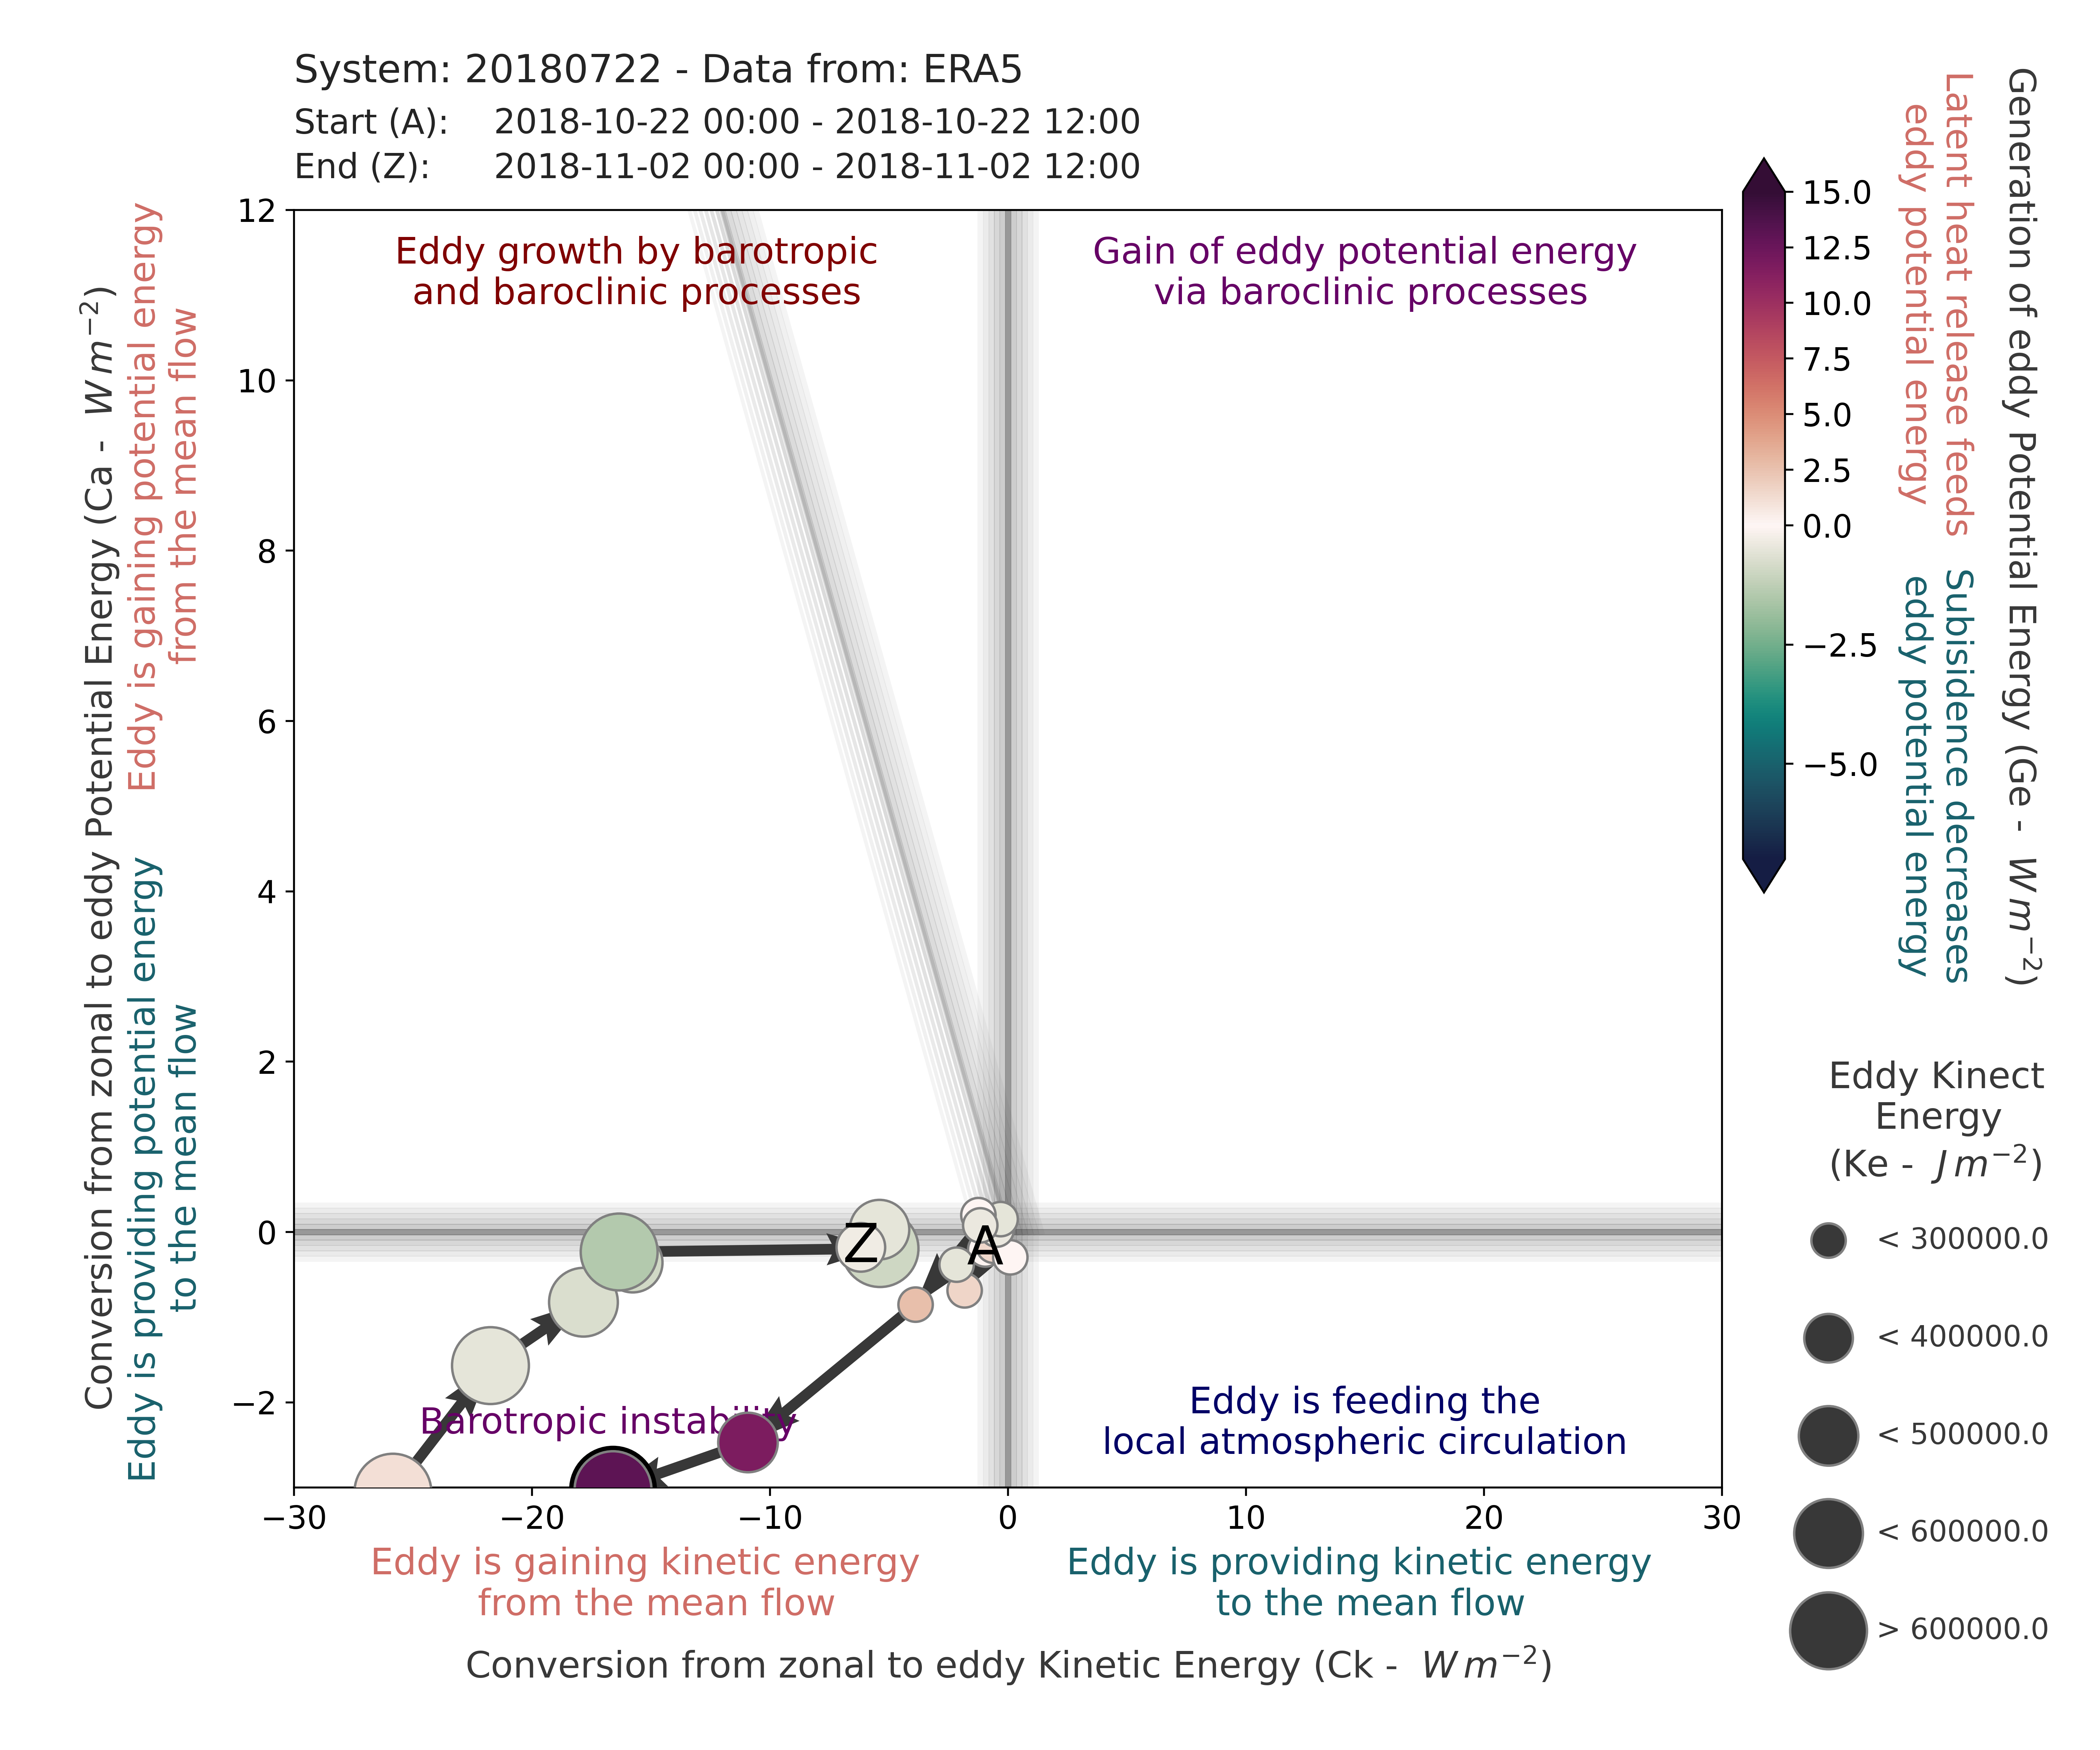 System: 20180722 - Data from: ERA5
Start (A): 2018-10-22 00:00 - 2018-10-22 12:00
End (Z): 2018-11-02 00:00 - 2018-11-02 12:00
Conversion from zonal to eddy Potential Energy (Ca - W m⁻²)
Eddy is gaining potential energy
from the mean flow
Eddy is providing potential energy
to the mean flow
12
10
8
6
4
2
0
−2
Eddy growth by barotropic
and baroclinic processes
Gain of eddy potential energy
via baroclinic processes
Z
A
Barotropic instability
Eddy is feeding the
local atmospheric circulation
−30
−20
−10
0
10
20
30
Eddy is gaining kinetic energy
from the mean flow
Eddy is providing kinetic energy
to the mean flow
Conversion from zonal to eddy Kinetic Energy (Ck - W m⁻²)
15.0
12.5
10.0
7.5
5.0
2.5
0.0
−2.5
−5.0
Latent heat release feeds
eddy potential energy
Subisidence decreases
eddy potential energy
Generation of eddy Potential Energy (Ge - W m⁻²)
Eddy Kinect
Energy
(Ke - J m⁻²)
< 300000.0
< 400000.0
< 500000.0
< 600000.0
> 600000.0